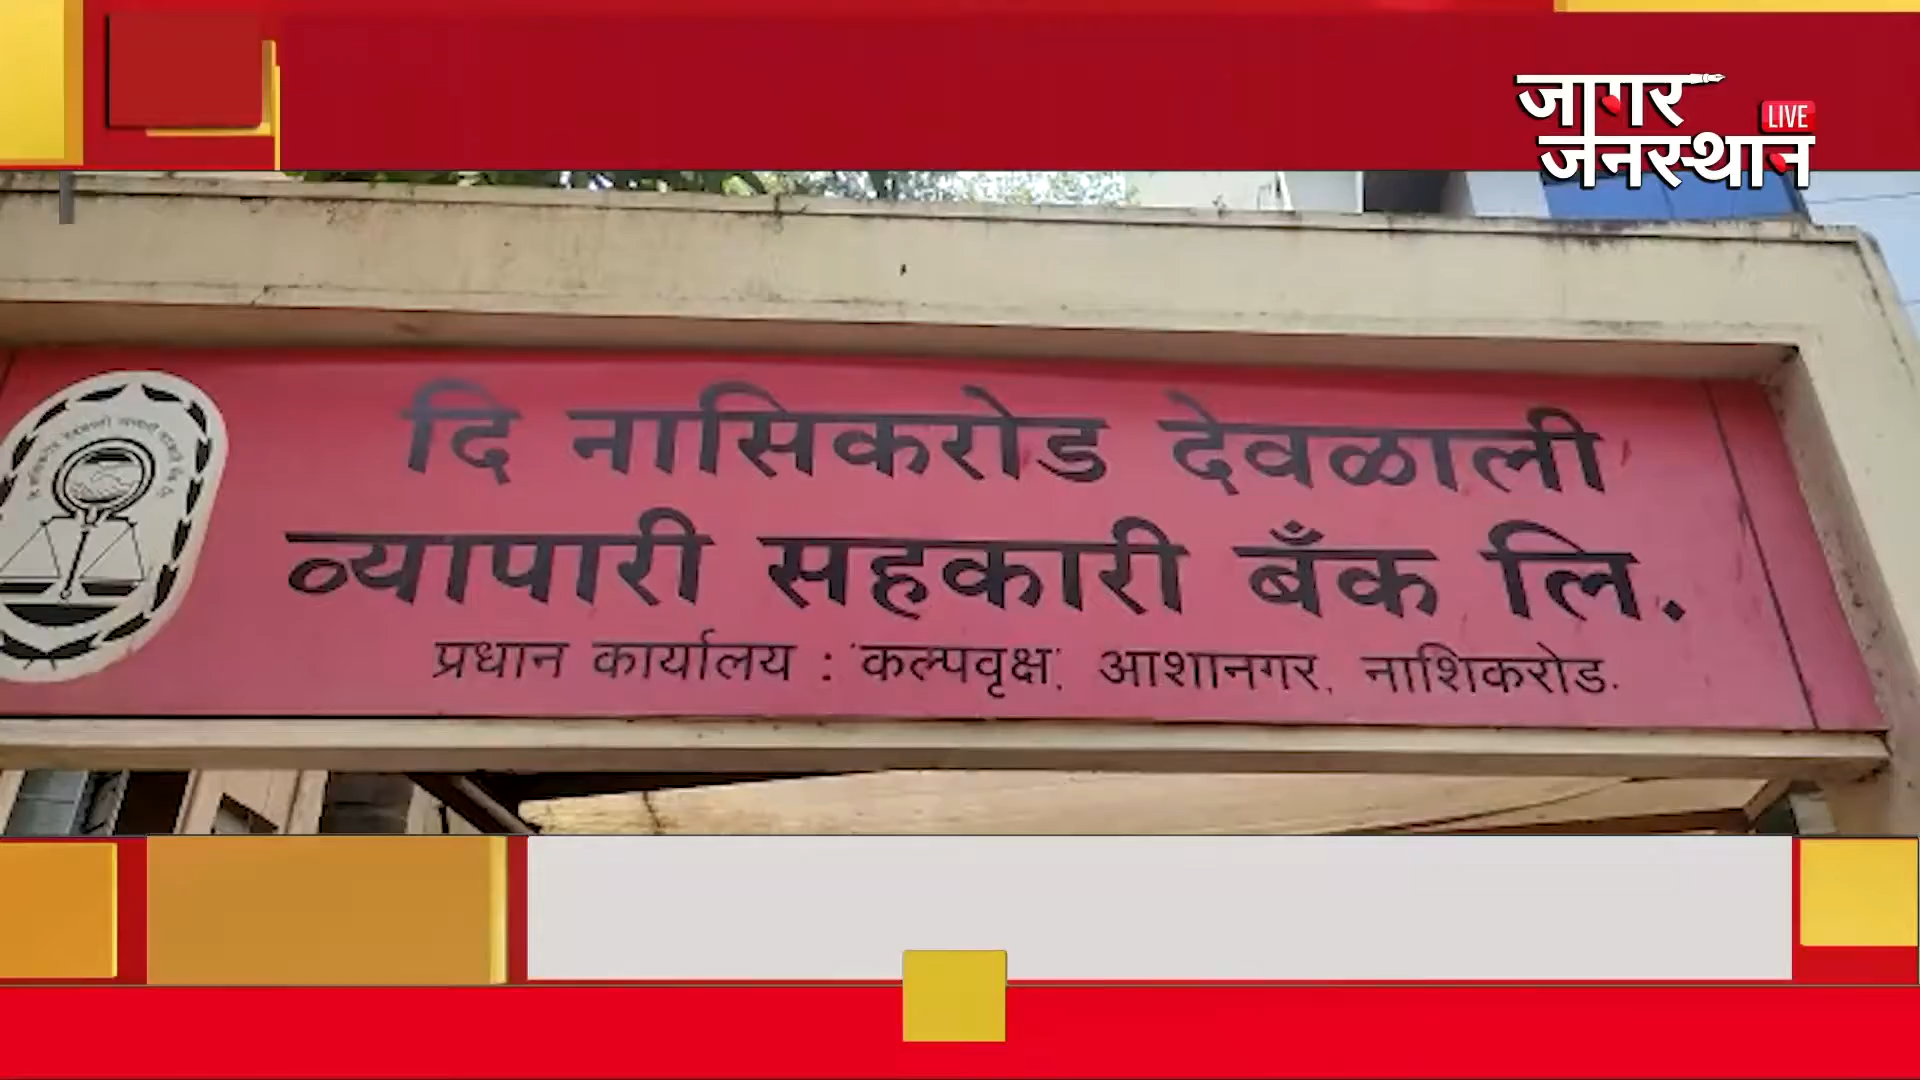 जागर
LIVE
जनस्थान
दि नासिकरोड देवळाली
व्यापारी सहकारी बँक लि.
प्रधान कार्यालय : 'कल्पवृक्ष', आशानगर, नाशिकरोड.